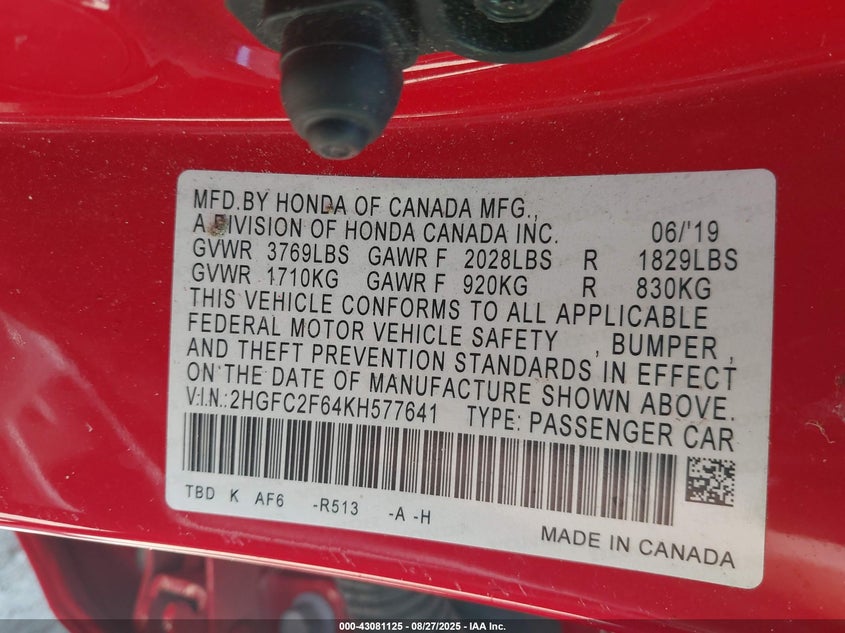 MFD.BY HONDA OF CANADA MFG.,
A DIVISION OF HONDA CANADA INC. 06/'19
GVWR 3769LBS GAWR F 2028LBS R 1829LBS
GVWR 1710KG GAWR F 920KG R 830KG
THIS VEHICLE CONFORMS TO ALL APPLICABLE
FEDERAL MOTOR VEHICLE SAFETY , BUMPER ,
AND THEFT PREVENTION STANDARDS IN EFFECT
ON THE DATE OF MANUFACTURE SHOWN ABOVE.
V.I.N.:2HGFC2F64KH577641 TYPE: PASSENGER CAR
TBD K AF6 -R513 -A -H
MADE IN CANADA
000-43081125 - 08/27/2025 - IAA Inc.